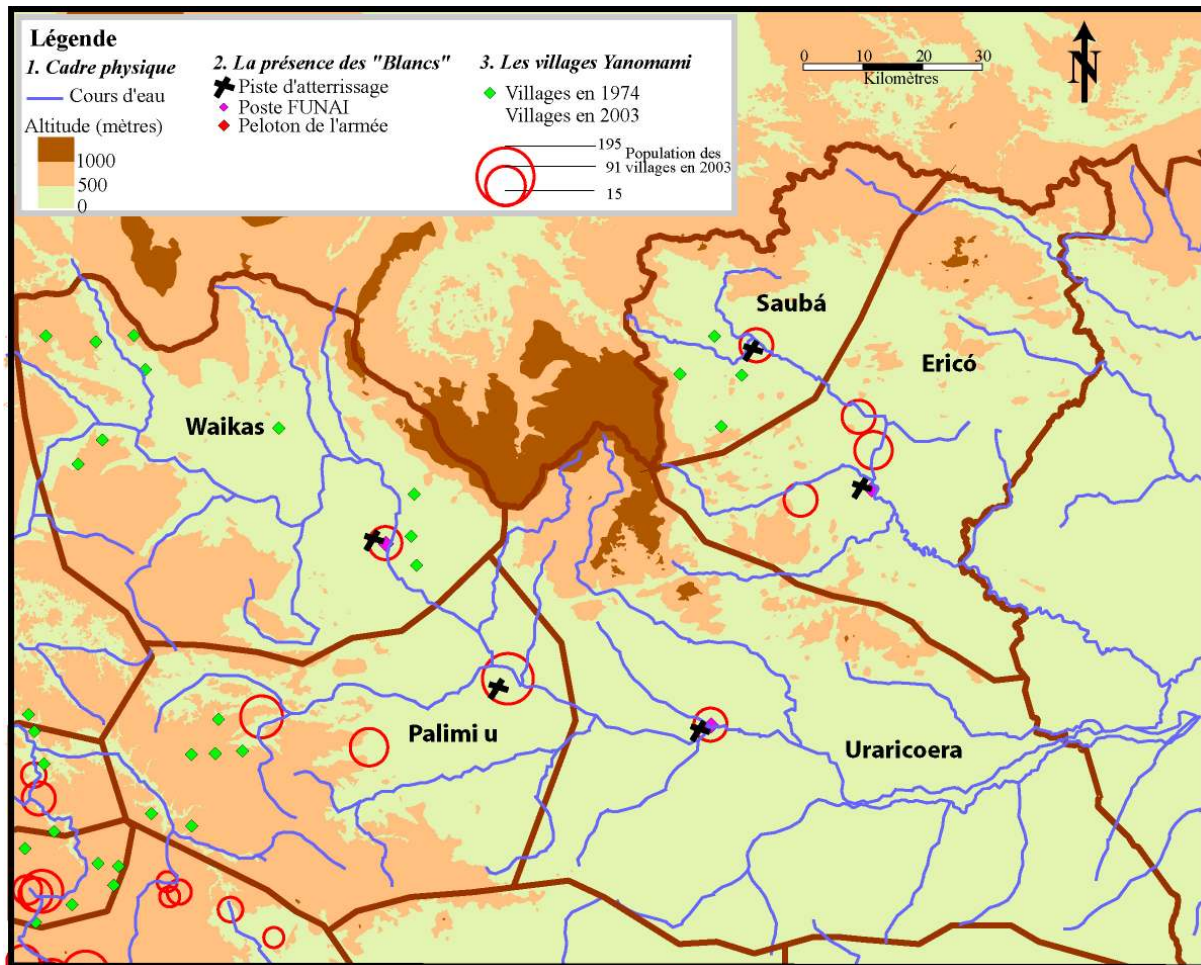 Légende
1. Cadre physique
Cours d'eau
Altitude (mètres)
1000
500
0
2. La présence des "Blancs"
Piste d'atterrissage
Poste FUNAI
Peloton de l'armée
3. Les villages Yanomami
Villages en 1974
Villages en 2003
195
91
15
Population des
villages en 2003
0 10 20 30
Kilomètres
N
Saubá
Ericó
Waikas
Palimi u
Uraricoera